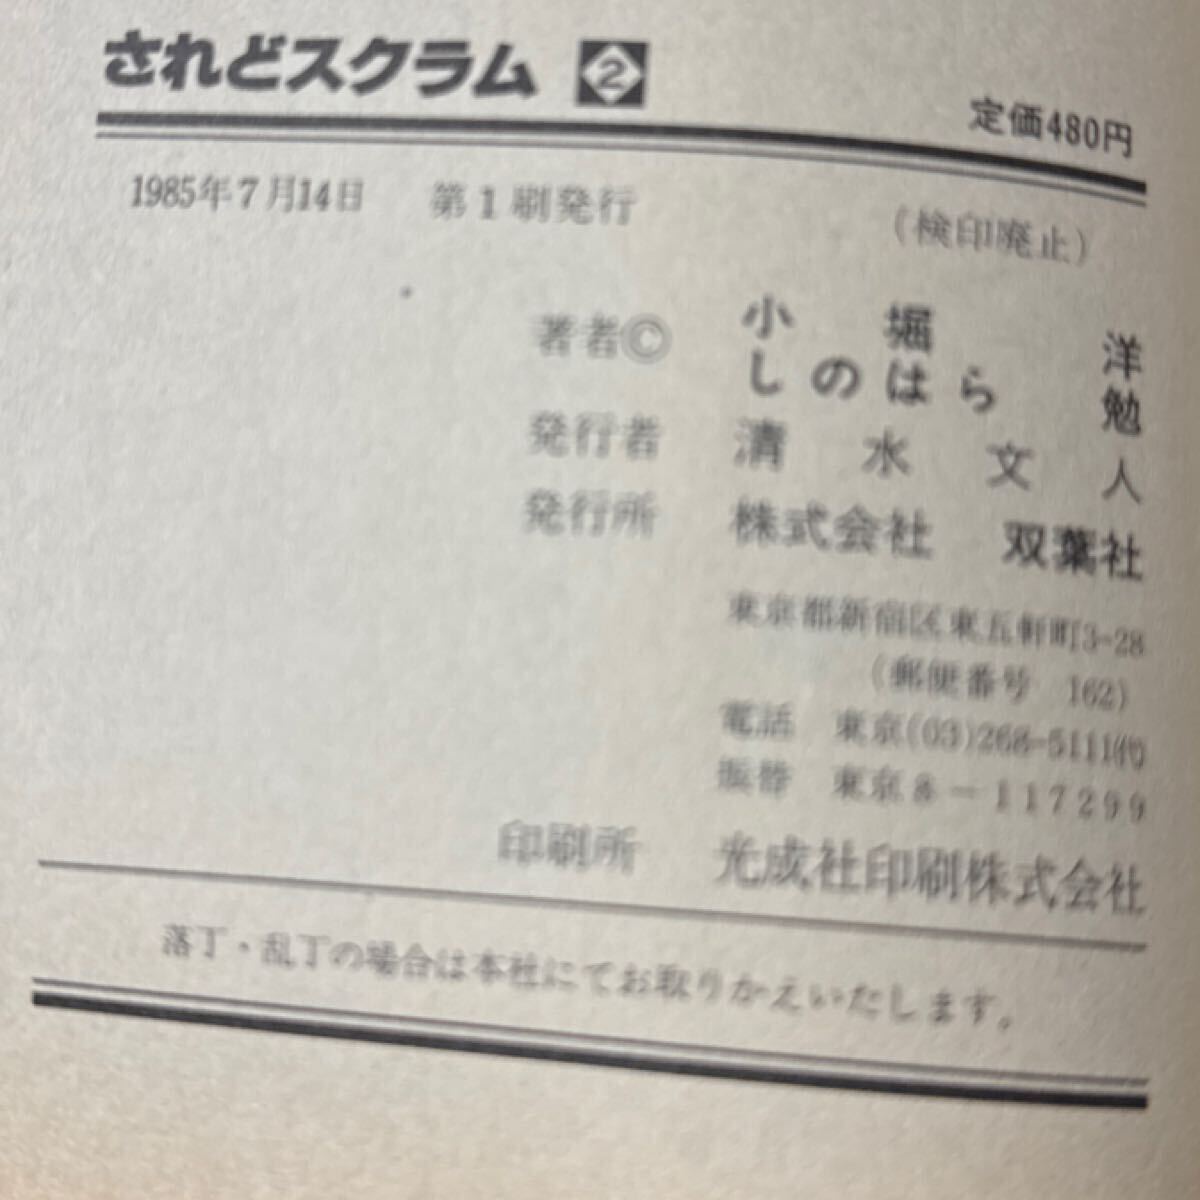 されどスクラム 2
定価480円
1985年7月14日 第1刷発行 (検印廃止)
著者© 小堀洋
しのはら勉
発行者 清水文人
発行所 株式会社 双葉社
東京都新宿区東五軒町3-28
(郵便番号 162)
電話 東京(03)268-5111代
振替 東京8-117299
印刷所 光成社印刷株式会社
落丁・乱丁の場合は本社にてお取りかえいたします。